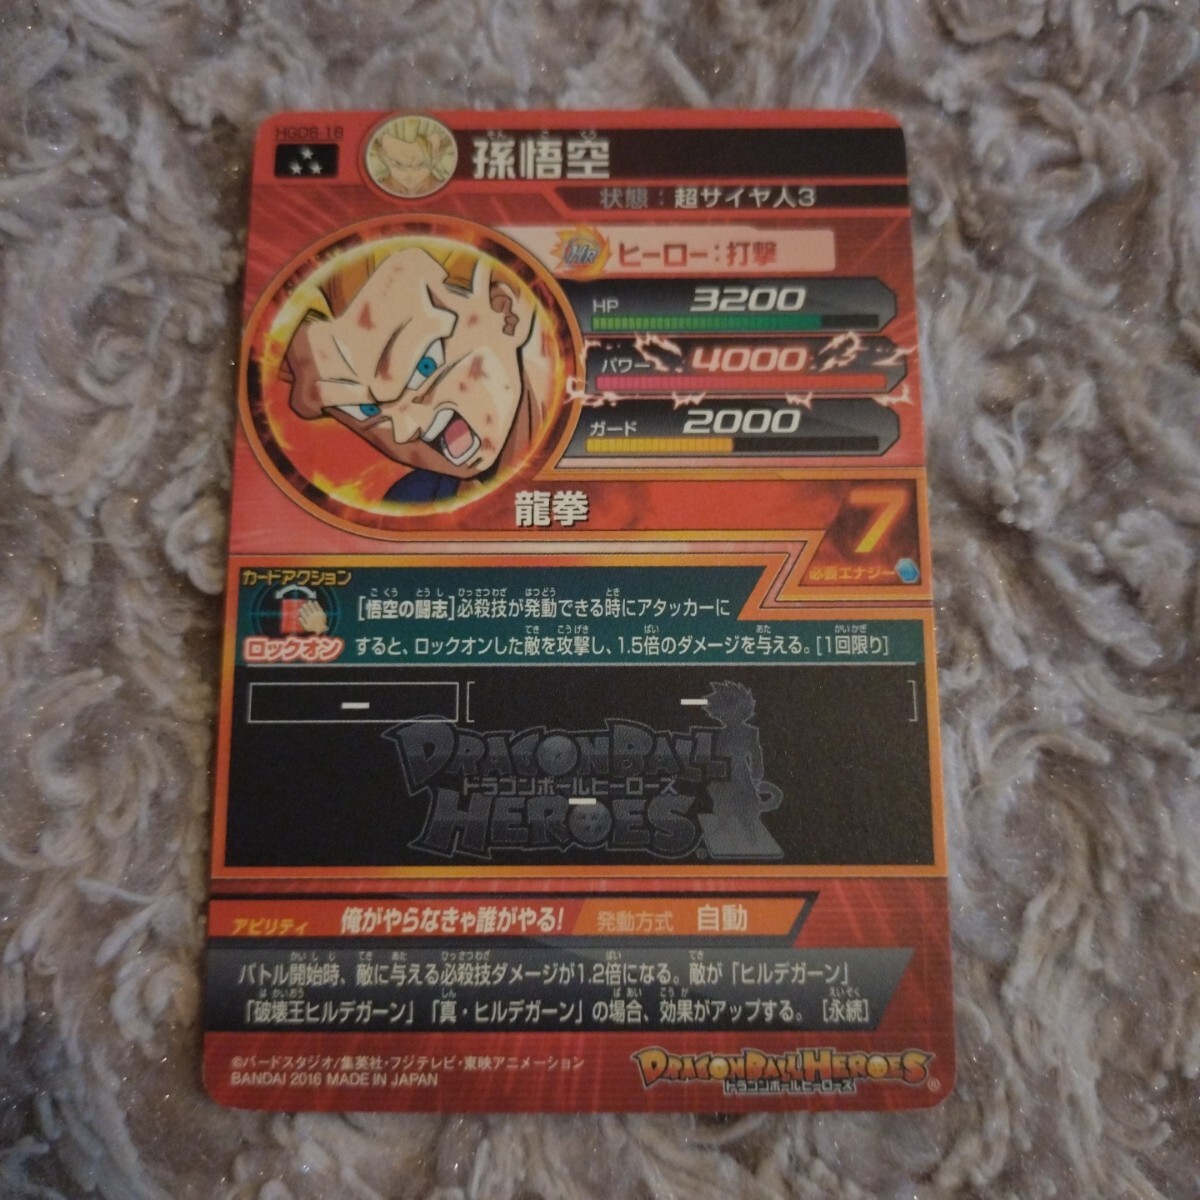 HGD8-18
孫悟空
そん ご くう
状態：超サイヤ人3
HR ヒーロー：打撃
HP 3200
パワー 4000
ガード 2000
龍拳
7
必要エナジー
カードアクション
ロックオン
[悟空の闘志]必殺技が発動できる時にアタッカーに
すると、ロックオンした敵を攻撃し、1.5倍のダメージを与える。[1回限り]
ー [ ー ]
DRAGONBALL
ドラゴンボールヒーローズ
ー
HEROES
アビリティ 俺がやらなきゃ誰がやる! 発動方式 自動
バトル開始時、敵に与える必殺技ダメージが1.2倍になる。敵が「ヒルデガーン」
「破壊王ヒルデガーン」「真・ヒルデガーン」の場合、効果がアップする。[永続]
©バードスタジオ/集英社・フジテレビ・東映アニメーション
BANDAI 2016 MADE IN JAPAN
DRAGONBALL HEROES
ドラゴンボールヒーローズ
®